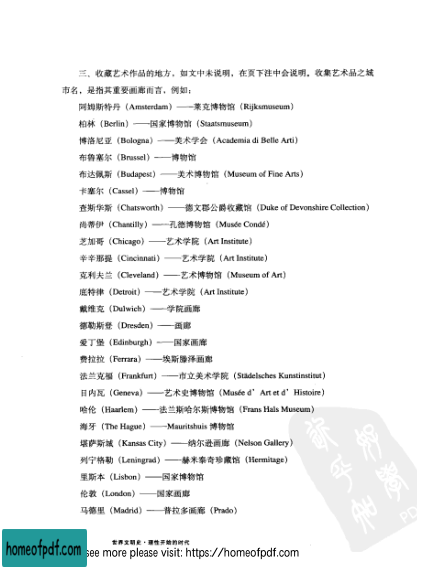 三、收藏艺术作品的地方，如文中未说明，在页下注中会说明，收集艺术品之城
市名，是指其重要画廊而言，例如：
阿姆斯特丹（Amsterdam）——莱克博物馆（Rijksmuseum）
柏林（Berlin）——国家博物馆（Staatsmuseum）
博洛尼亚（Bologna）——美术学会（Academia di Belle Arti）
布鲁塞尔（Brussel）——博物馆
布达佩斯（Budapest）——美术博物馆（Museum of Fine Arts）
卡塞尔（Cassel）——博物馆
查斯华斯（Chatsworth）——德文郡公爵收藏馆（Duke of Devonshire Collection）
尚蒂伊（Chantilly）——孔德博物馆（Musée Condé）
芝加哥（Chicago）——艺术学院（Art Institute）
辛辛那提（Cincinnati）——艺术学院（Art Institute）
克利夫兰（Cleveland）——艺术博物馆（Museum of Art）
底特律（Detroit）——艺术学院（Art Institute）
戴维克（Dulwich）——学院画廊
德勒斯登（Dresden）——画廊
爱丁堡（Edinburgh）——国家画廊
费拉拉（Ferrara）——埃斯滕泽画廊
法兰克福（Frankfurt）——市立美术学院（Städelsches Kunstinstitut）
日内瓦（Geneva）——艺术史博物馆（Musée d’Art et d’Histoire）
哈伦（Haarlem）——法兰斯哈尔斯博物馆（Frans Hals Museum）
海牙（The Hague）——Mauritshuis 博物馆
堪萨斯城（Kansas City）——纳尔逊画廊（Nelson Gallery）
列宁格勒（Leningrad）——赫米泰奇珍藏馆（Hermitage）
里斯本（Lisbon）——国家博物馆
伦敦（London）——国家画廊
马德里（Madrid）——普拉多画廊（Prado）
世界文明史·理性开始的时代
homeofpdf.com
see more please visit: https://homeofpdf.com